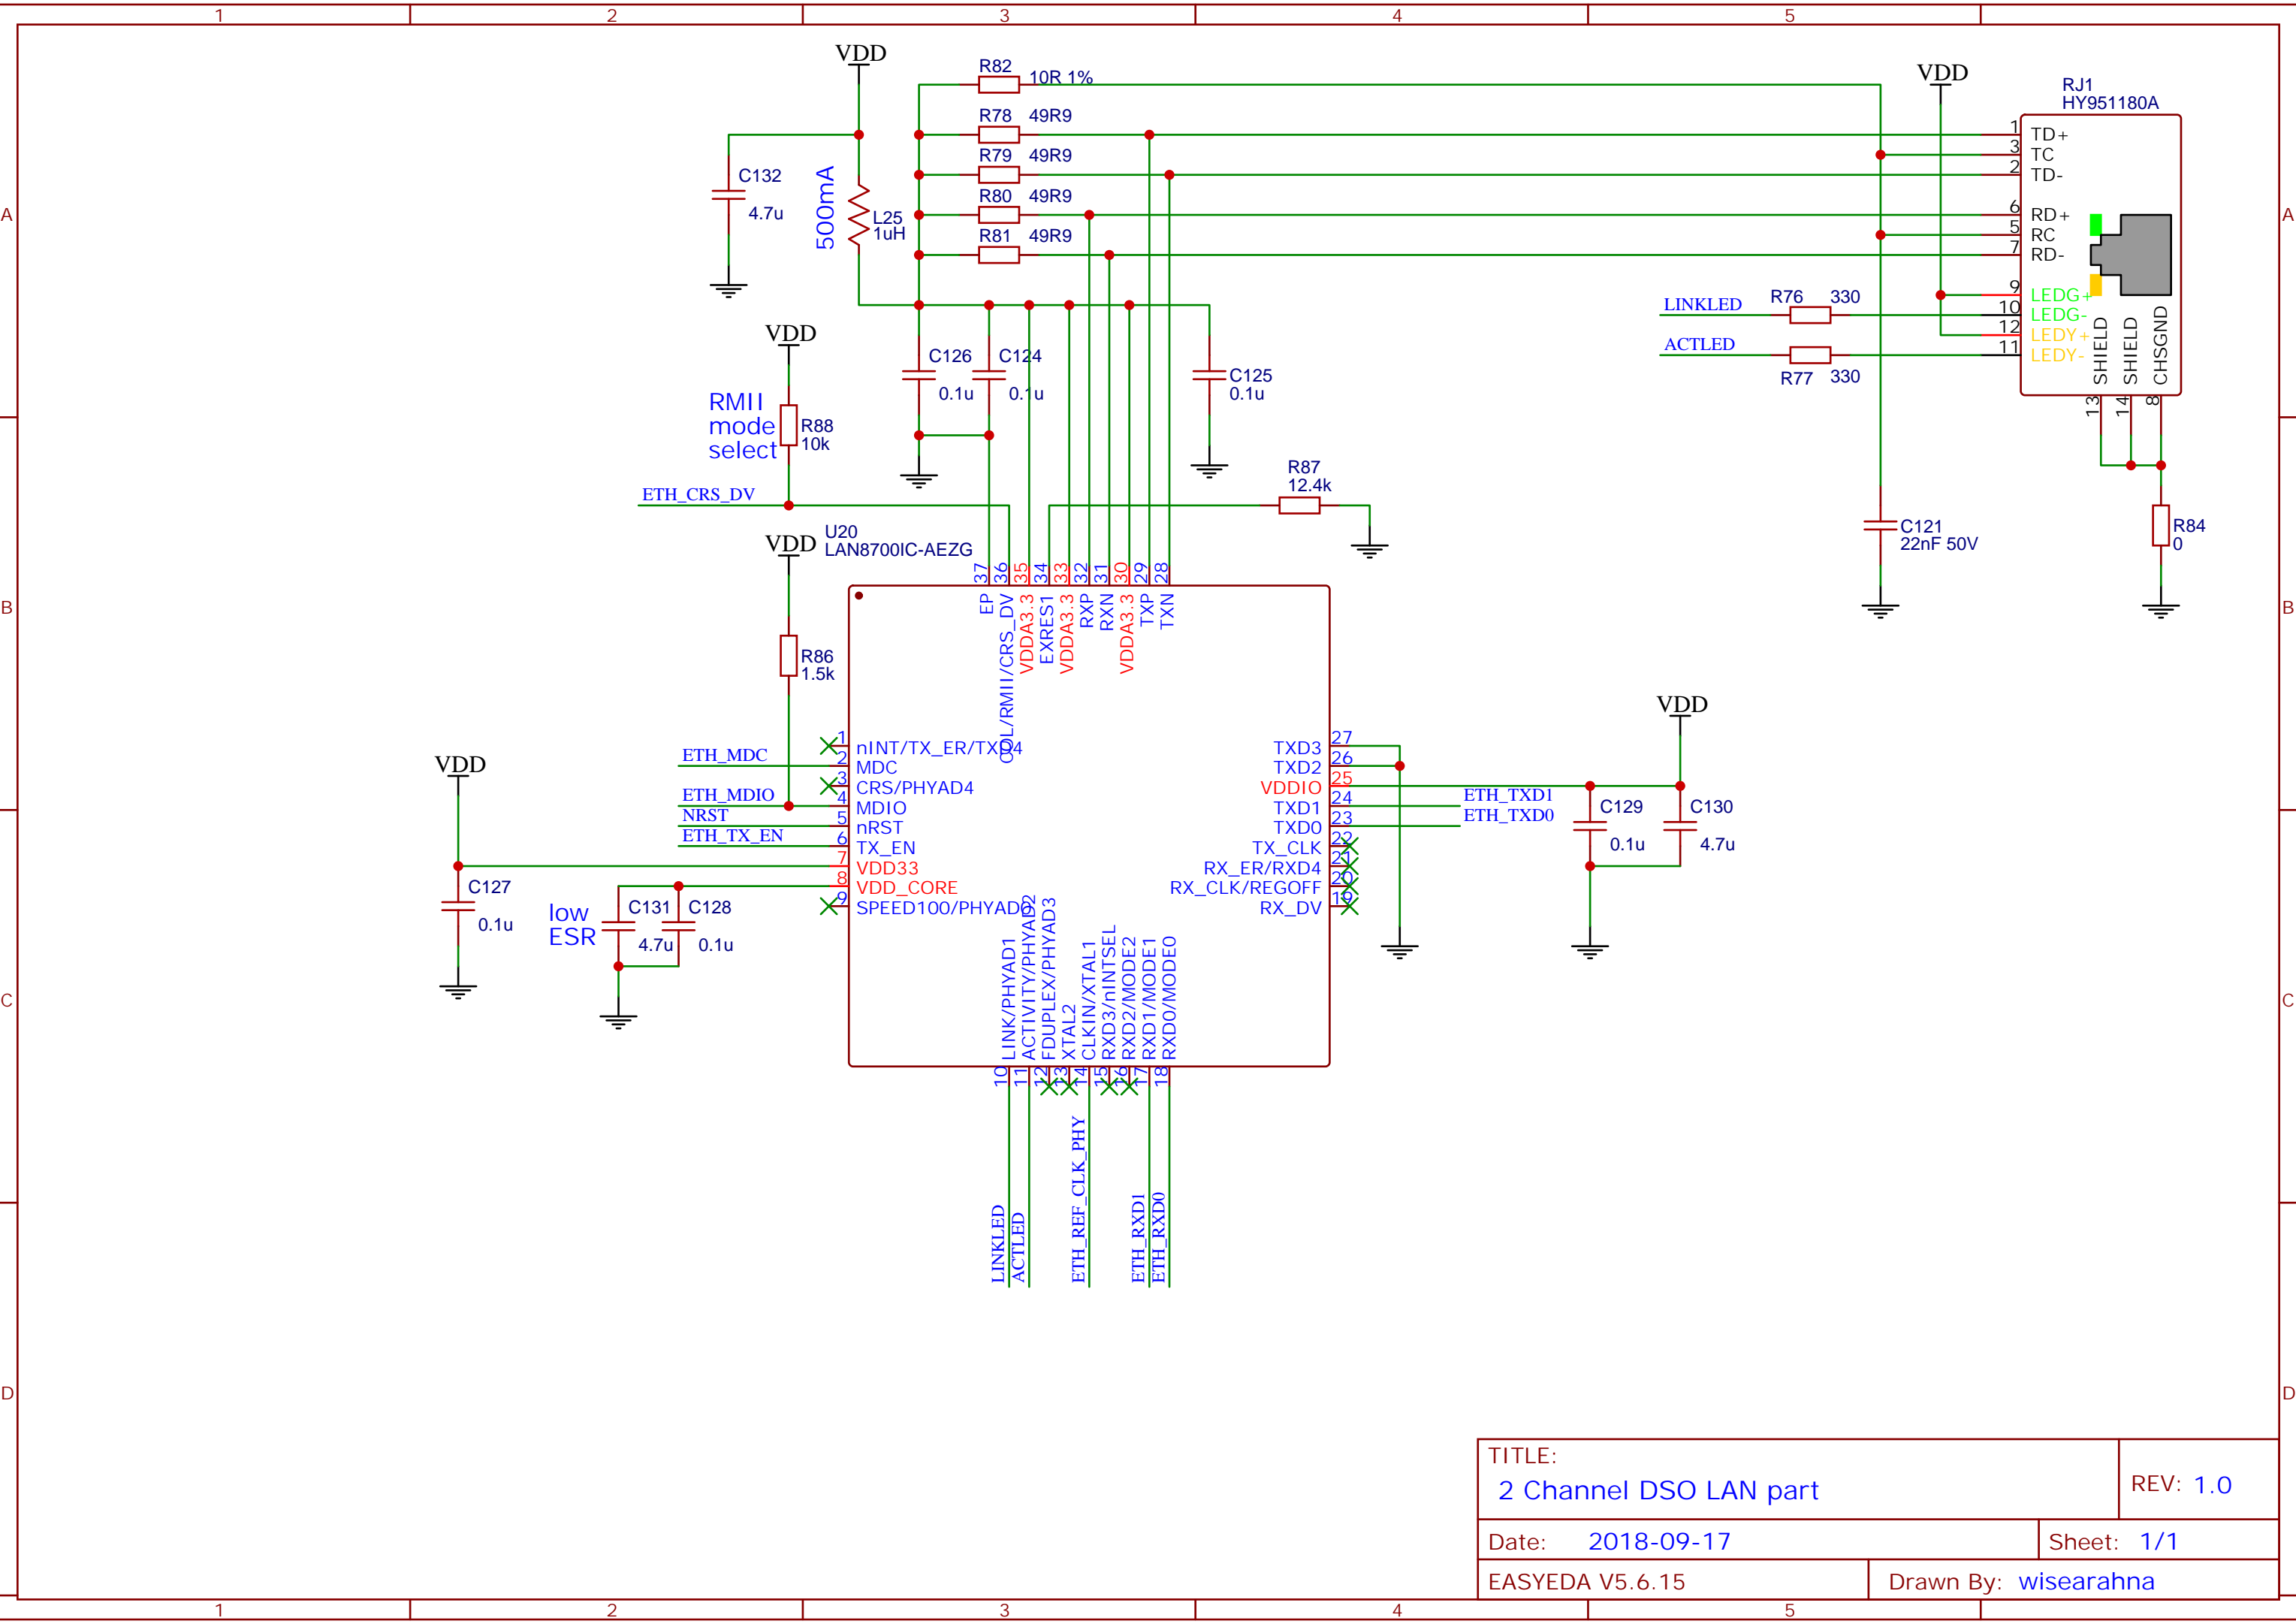 1 2 3 4 5
A
B
C
D
A
B
C
D
1 2 3 4 5
VDD
C132
4.7u
500mA
L25
1uH
R82 10R 1%
R78 49R9
R79 49R9
R80 49R9
R81 49R9
VDD
RJ1
HY951180A
1 TD+
3 TC
2 TD-
6 RD+
5 RC
7 RD-
9 LEDG+
10 LEDG-
12 LEDY+
11 LEDY-
SHIELD
SHIELD
CHSGND
13
14
8
LINKLED
R76 330
ACTLED
R77 330
VDD
RMII
mode
select
R88
10k
C126
0.1u
C124
0.1u
C125
0.1u
R87
12.4k
ETH_CRS_DV
C121
22nF 50V
R84
0
VDD
U20
LAN8700IC-AEZG
R86
1.5k
37 EP
36 COL/RMII/CRS_DV
35 VDDA3.3
34 EXRES1
33 VDDA3.3
32 RXP
31 RXN
30 VDDA3.3
29 TXP
28 TXN
ETH_MDC
ETH_MDIO
NRST
ETH_TX_EN
1 nINT/TX_ER/TXD4
2 MDC
3 CRS/PHYAD4
4 MDIO
5 nRST
6 TX_EN
7 VDD33
8 VDD_CORE
9 SPEED100/PHYAD0
TXD3 27
TXD2 26
VDDIO 25
TXD1 24
TXD0 23
TX_CLK 22
RX_ER/RXD4 21
RX_CLK/REGOFF 20
RX_DV 19
ETH_TXD1
ETH_TXD0
VDD
C129
0.1u
C130
4.7u
VDD
C127
0.1u
low
ESR
C131
4.7u
C128
0.1u
LINK/PHYAD1 10
ACTIVITY/PHYAD2 11
FDUPLEX/PHYAD3 12
XTAL2 13
CLKIN/XTAL1 14
RXD3/nINTSEL 15
RXD2/MODE2 16
RXD1/MODE1 17
RXD0/MODE0 18
LINKLED
ACTLED
ETH_REF_CLK_PHY
ETH_RXD1
ETH_RXD0
TITLE:
2 Channel DSO LAN part
REV: 1.0
Date: 2018-09-17
Sheet: 1/1
EASYEDA V5.6.15
Drawn By: wisearahna